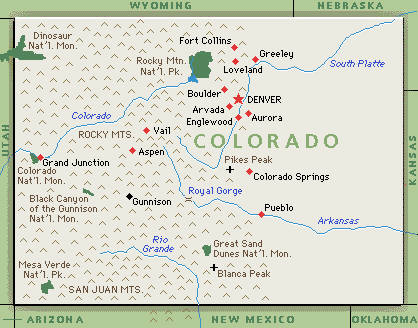 WYOMING
NEBRASKA
Dinosaur
Nat'l. Mon.
Fort Collins
Greeley
Rocky Mtn.
Nat'l. Pk.
Loveland
South Platte
Boulder
DENVER
Arvada
Colorado
Englewood
Aurora
ROCKY MTS.
Vail
COLORADO
UTAH
KANSAS
Aspen
Grand Junction
Pikes Peak
Colorado
Nat'l Mon.
Colorado Springs
Black Canyon
of the Gunnison
Nat'l. Mon.
Gunnison
Royal Gorge
Pueblo
Arkansas
Rio
Grande
Great Sand
Dunes Nat'l. Mon.
Mesa Verde
Nat'l. Pk.
Blanca Peak
SAN JUAN MTS.
ARIZONA
NEW MEXICO
OKLAHOMA